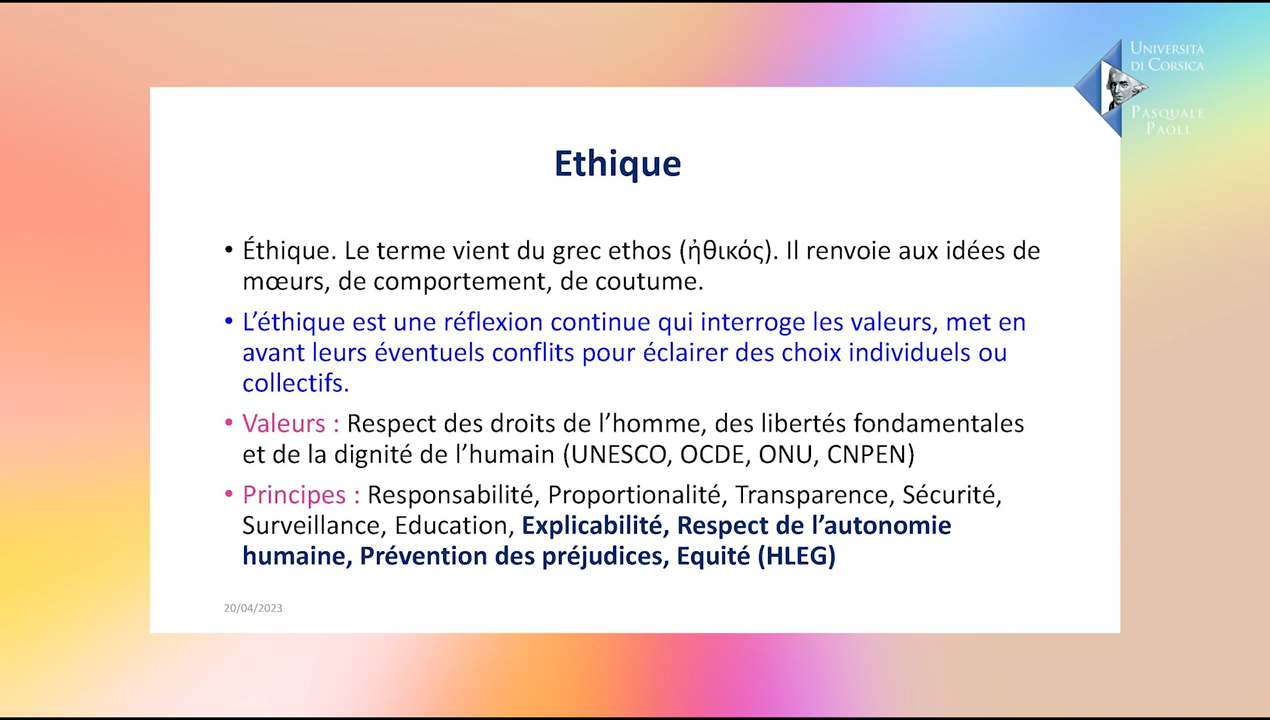 UNIVERSITÀ
DI CORSICA
PASQUALE
PAOLI
Ethique
• Éthique. Le terme vient du grec ethos (ἠθικός). Il renvoie aux idées de
mœurs, de comportement, de coutume.
• L’éthique est une réflexion continue qui interroge les valeurs, met en
avant leurs éventuels conflits pour éclairer des choix individuels ou
collectifs.
• Valeurs : Respect des droits de l’homme, des libertés fondamentales
et de la dignité de l’humain (UNESCO, OCDE, ONU, CNPEN)
• Principes : Responsabilité, Proportionalité, Transparence, Sécurité,
Surveillance, Education, Explicabilité, Respect de l’autonomie
humaine, Prévention des préjudices, Equité (HLEG)
20/04/2023